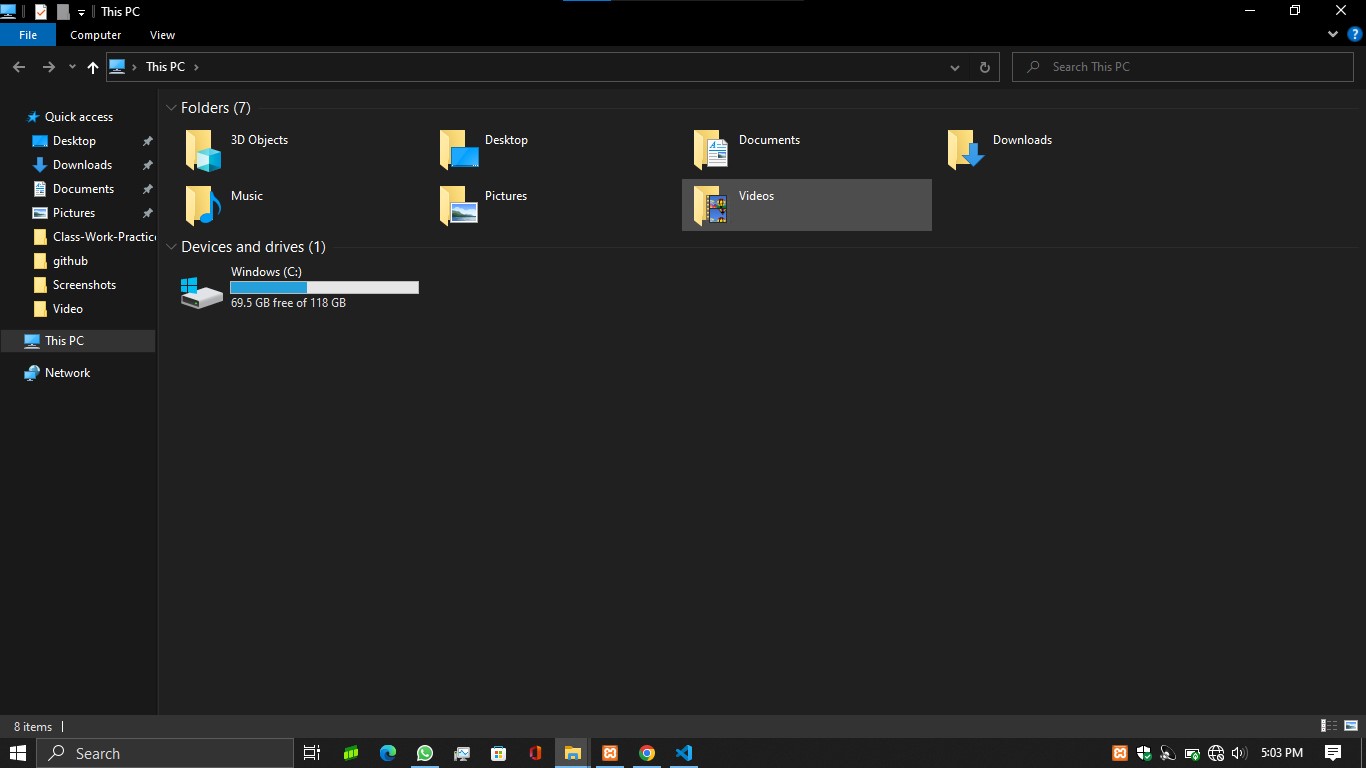 This PC
File Computer View
This PC
Search This PC
Quick access
Desktop
Downloads
Documents
Pictures
Class-Work-Practice
github
Screenshots
Video
This PC
Network
Folders (7)
3D Objects
Desktop
Documents
Downloads
Music
Pictures
Videos
Devices and drives (1)
Windows (C:)
69.5 GB free of 118 GB
8 items
Search
5:03 PM